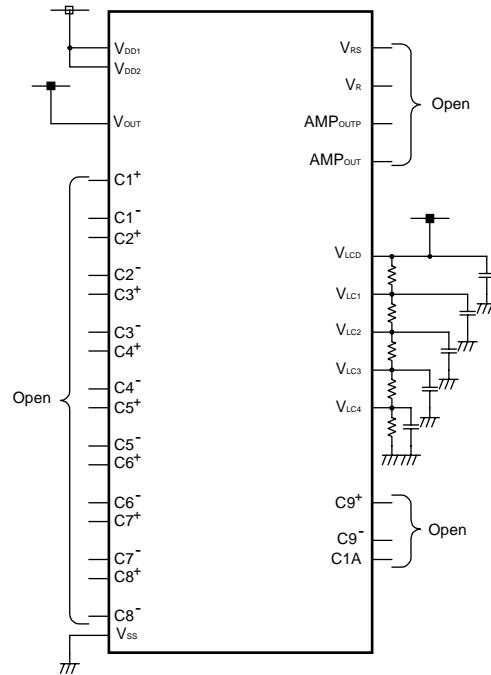 VDD1
VDD2
VOUT
C1+
C1-
C2+
C2-
C3+
C3-
C4+
C4-
C5+
C5-
C6+
C6-
C7+
C7-
C8+
C8-
VSS
Open
VRS
VR
AMPOUTP
AMPOUT
Open
VLCD
VLC1
VLC2
VLC3
VLC4
C9+
C9-
C1A
Open